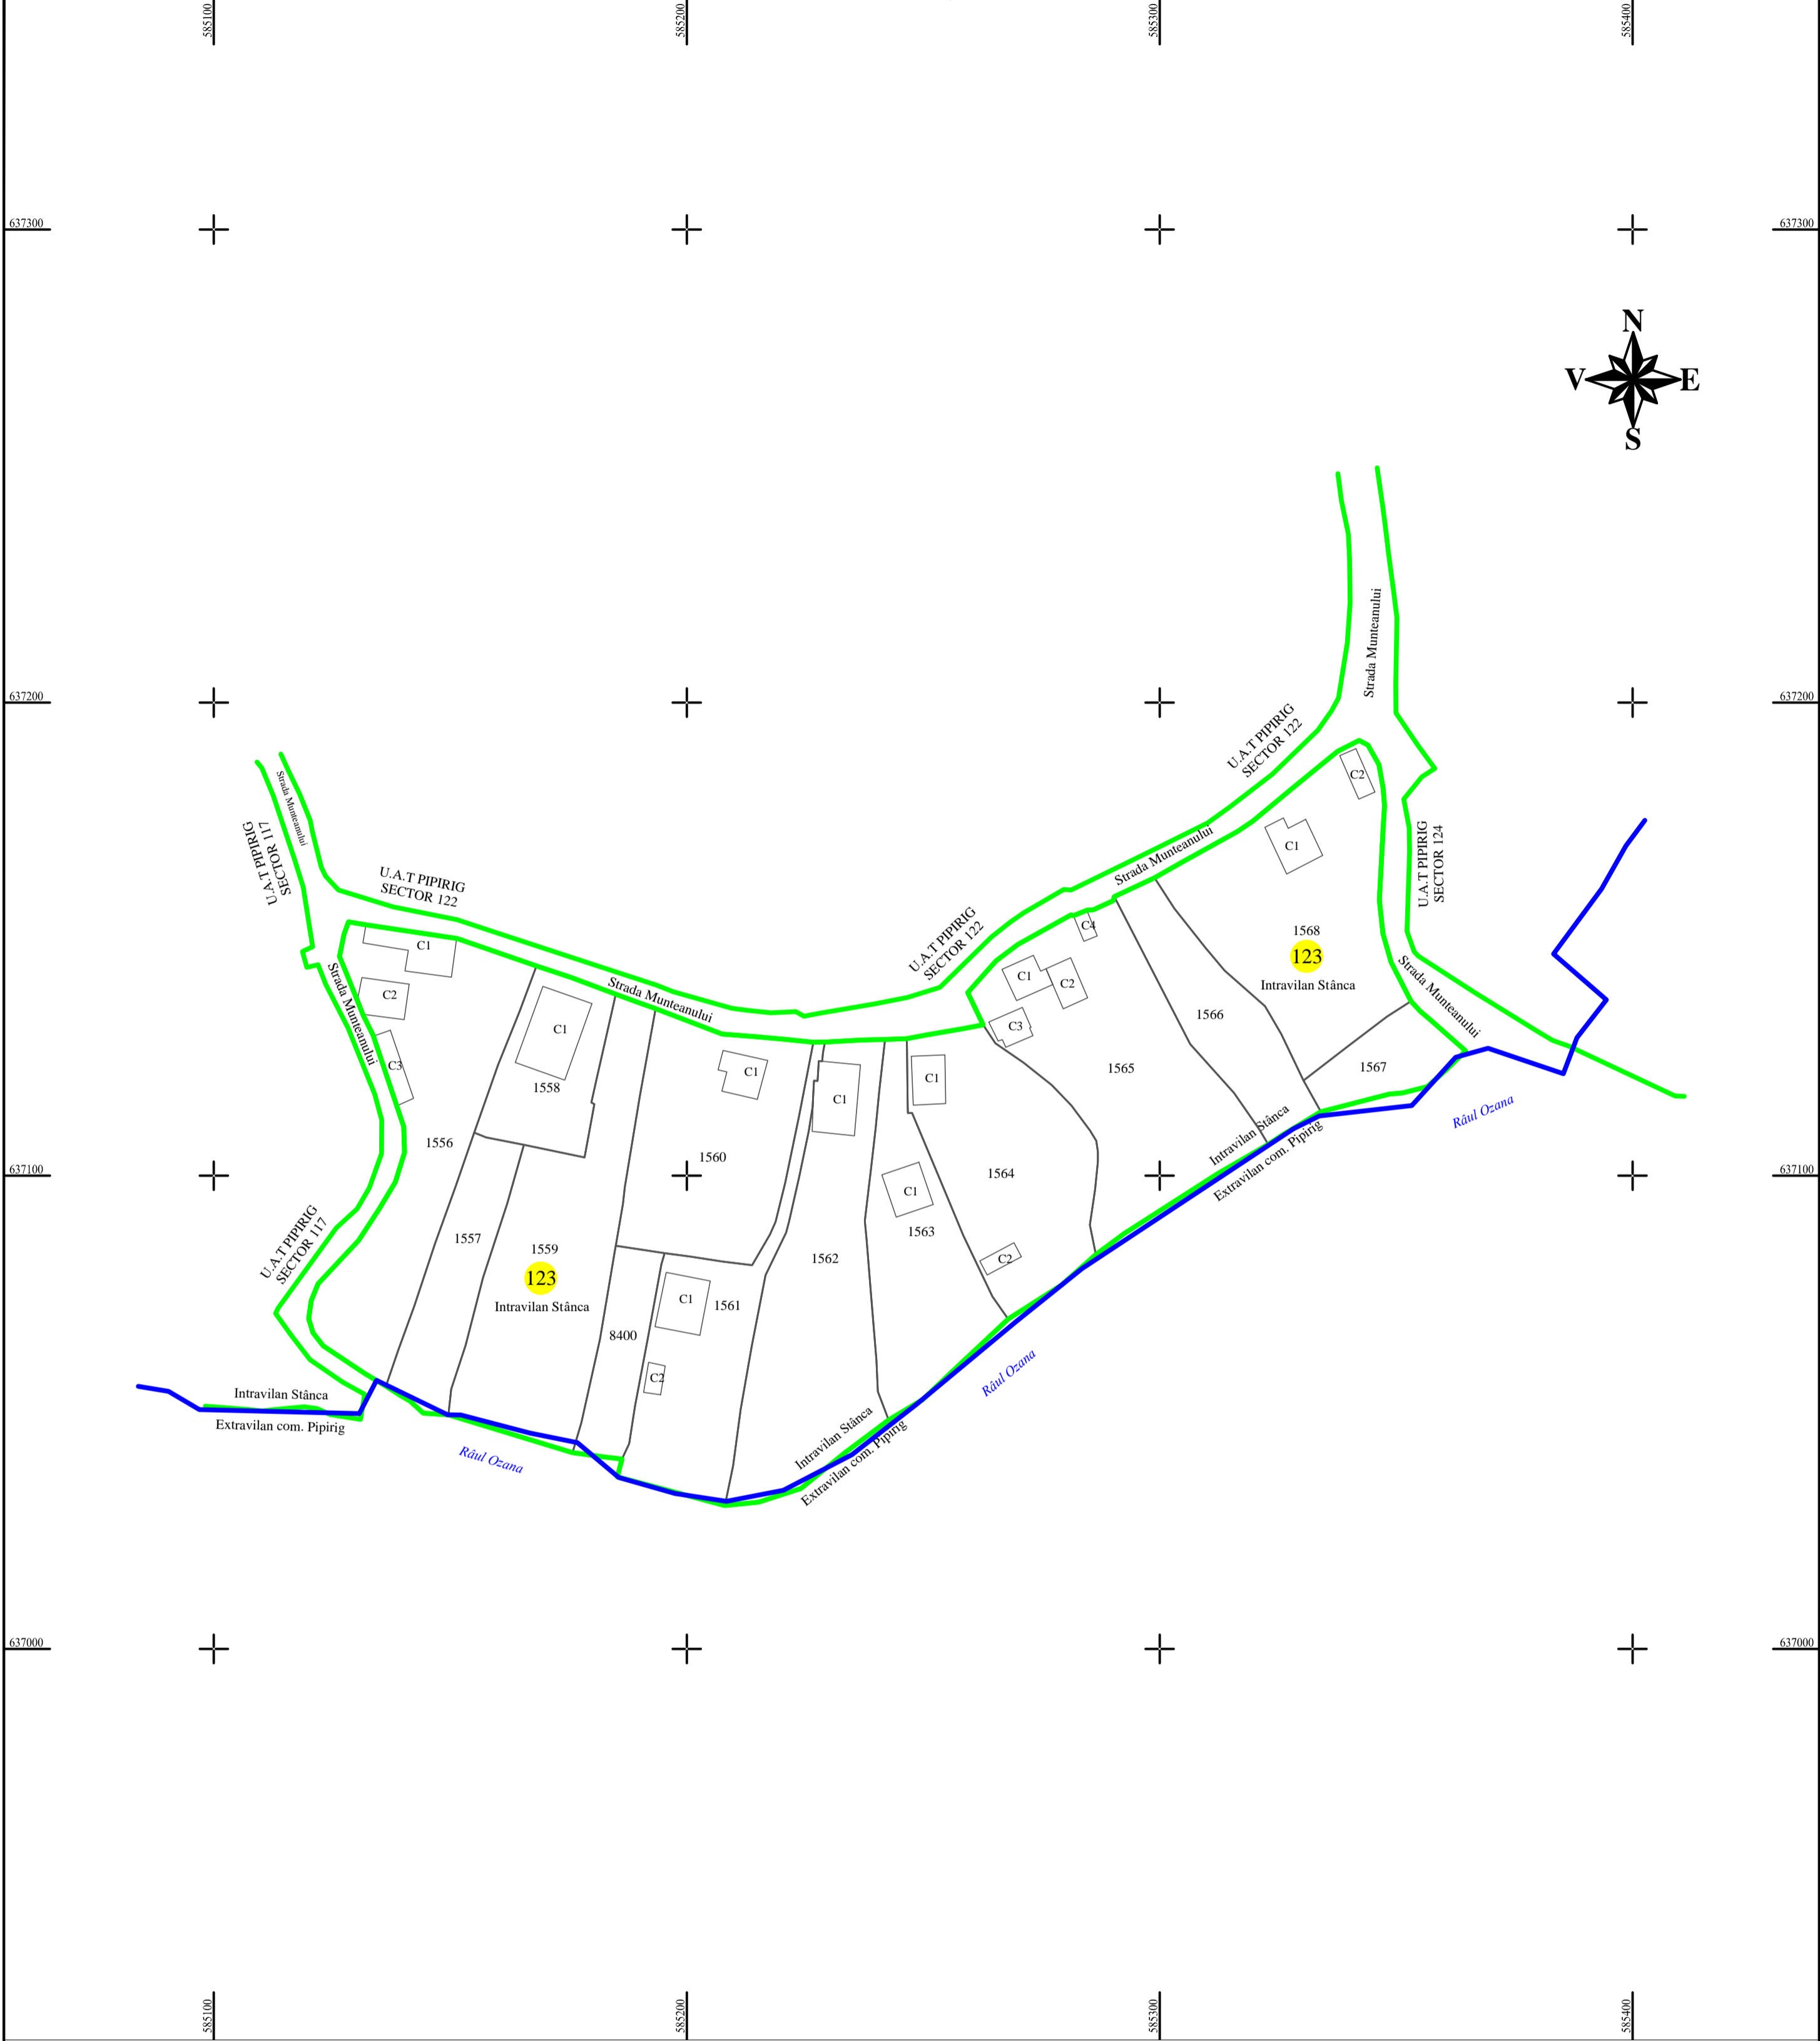 585100
585200
585300
585400
637300
637300
N
V
E
S
Strada Munteanului
637200
637200
U.A.T PIPIRIG
SECTOR 122
Strada Munteanului
C2
U.A.T PIPIRIG
SECTOR 117
C1
Strada Munteanului
U.A.T PIPIRIG
SECTOR 124
U.A.T PIPIRIG
SECTOR 122
U.A.T PIPIRIG
SECTOR 122
C4
1568
123
Intravilan Stânca
C1
C2
Strada Munteanului
Strada Munteanului
C1
C2
C3
Strada Munteanului
C1
C3
1566
1558
C1
C1
C1
1565
1567
1556
1560
Intravilan Stânca
Extravilan com. Pipirig
Râul Ozana
637100
637100
1564
C1
1563
U.A.T PIPIRIG
SECTOR 117
1557
1559
123
Intravilan Stânca
1562
C2
C1
1561
8400
C2
Râul Ozana
Intravilan Stânca
Extravilan com. Pipirig
Intravilan Stânca
Extravilan com. Pipirig
Râul Ozana
637000
637000
585100
585200
585300
585400